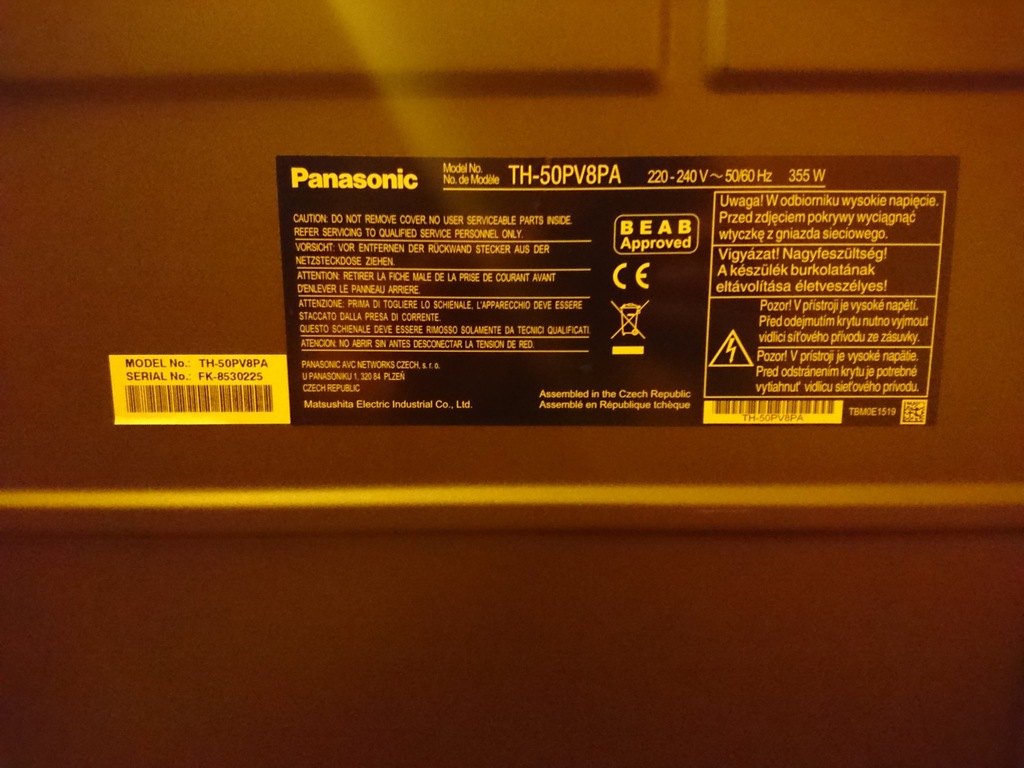 Panasonic
Model No.
No. de Modèle
TH-50PV8PA
220 - 240 V ~ 50/60 Hz 355 W
CAUTION: DO NOT REMOVE COVER. NO USER SERVICEABLE PARTS INSIDE.
REFER SERVICING TO QUALIFIED SERVICE PERSONNEL ONLY.
VORSICHT: VOR ENTFERNEN DER RÜCKWAND STECKER AUS DER
NETZSTECKDOSE ZIEHEN.
ATTENTION: RETIRER LA FICHE MALE DE LA PRISE DE COURANT AVANT
D'ENLEVER LE PANNEAU ARRIERE.
ATTENZIONE: PRIMA DI TOGLIERE LO SCHIENALE, L'APPARECCHIO DEVE ESSERE
STACCATO DALLA PRESA DI CORRENTE.
QUESTO SCHIENALE DEVE ESSERE RIMOSSO SOLAMENTE DA TECNICI QUALIFICATI.
ATENCION: NO ABRIR SIN ANTES DESCONECTAR LA TENSION DE RED.
PANASONIC AVC NETWORKS CZECH, s. r. o.
U PANASONIKU 1, 320 84 PLZEŇ
CZECH REPUBLIC
Matsushita Electric Industrial Co., Ltd.
BEAB
Approved
CE
Assembled in the Czech Republic
Assemblé en République tchèque
Uwaga! W odbiorniku wysokie napięcie.
Przed zdjęciem pokrywy wyciągnąć
wtyczkę z gniazda sieciowego.
Vigyázat! Nagyfeszültség!
A készülék burkolatának
eltávolítása életveszélyes!
Pozor! V přístroji je vysoké napětí.
Před odejmutím krytu nutno vyjmout
vidlici síťového přívodu ze zásuvky.
Pozor! V prístroji je vysoké napätie.
Pred odstránením krytu je potrebné
vytiahnuť vidlicu sieťového prívodu.
TH-50PV8PA
TBM0E1519
MODEL No.: TH-50PV8PA
SERIAL No.: FK-8530225